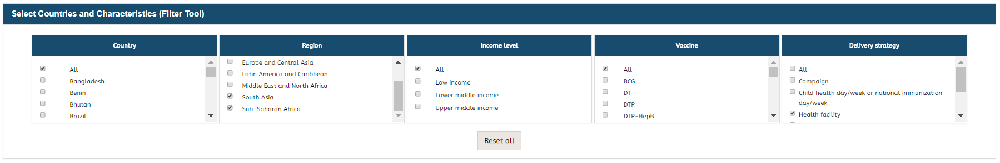 Select Countries and Characteristics (Filter Tool)
Country
All
Bangladesh
Benin
Bhutan
Brazil
Region
Europe and Central Asia
Latin America and Caribbean
Middle East and North Africa
South Asia
Sub-Saharan Africa
Income level
All
Low income
Lower middle income
Upper middle income
Vaccine
All
BCG
DT
DTP
DTP-HepB
Delivery strategy
All
Campaign
Child health day/week or national immunization
day/week
Health facility
Reset all